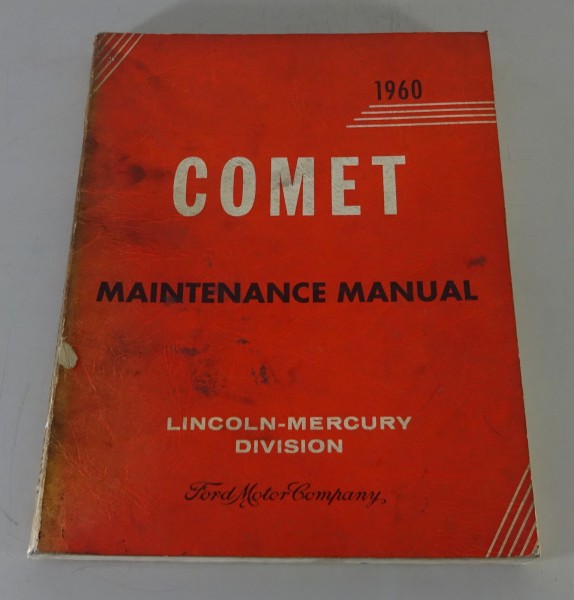 1960
COMET
MAINTENANCE MANUAL
LINCOLN-MERCURY
DIVISION
Ford Motor Company,